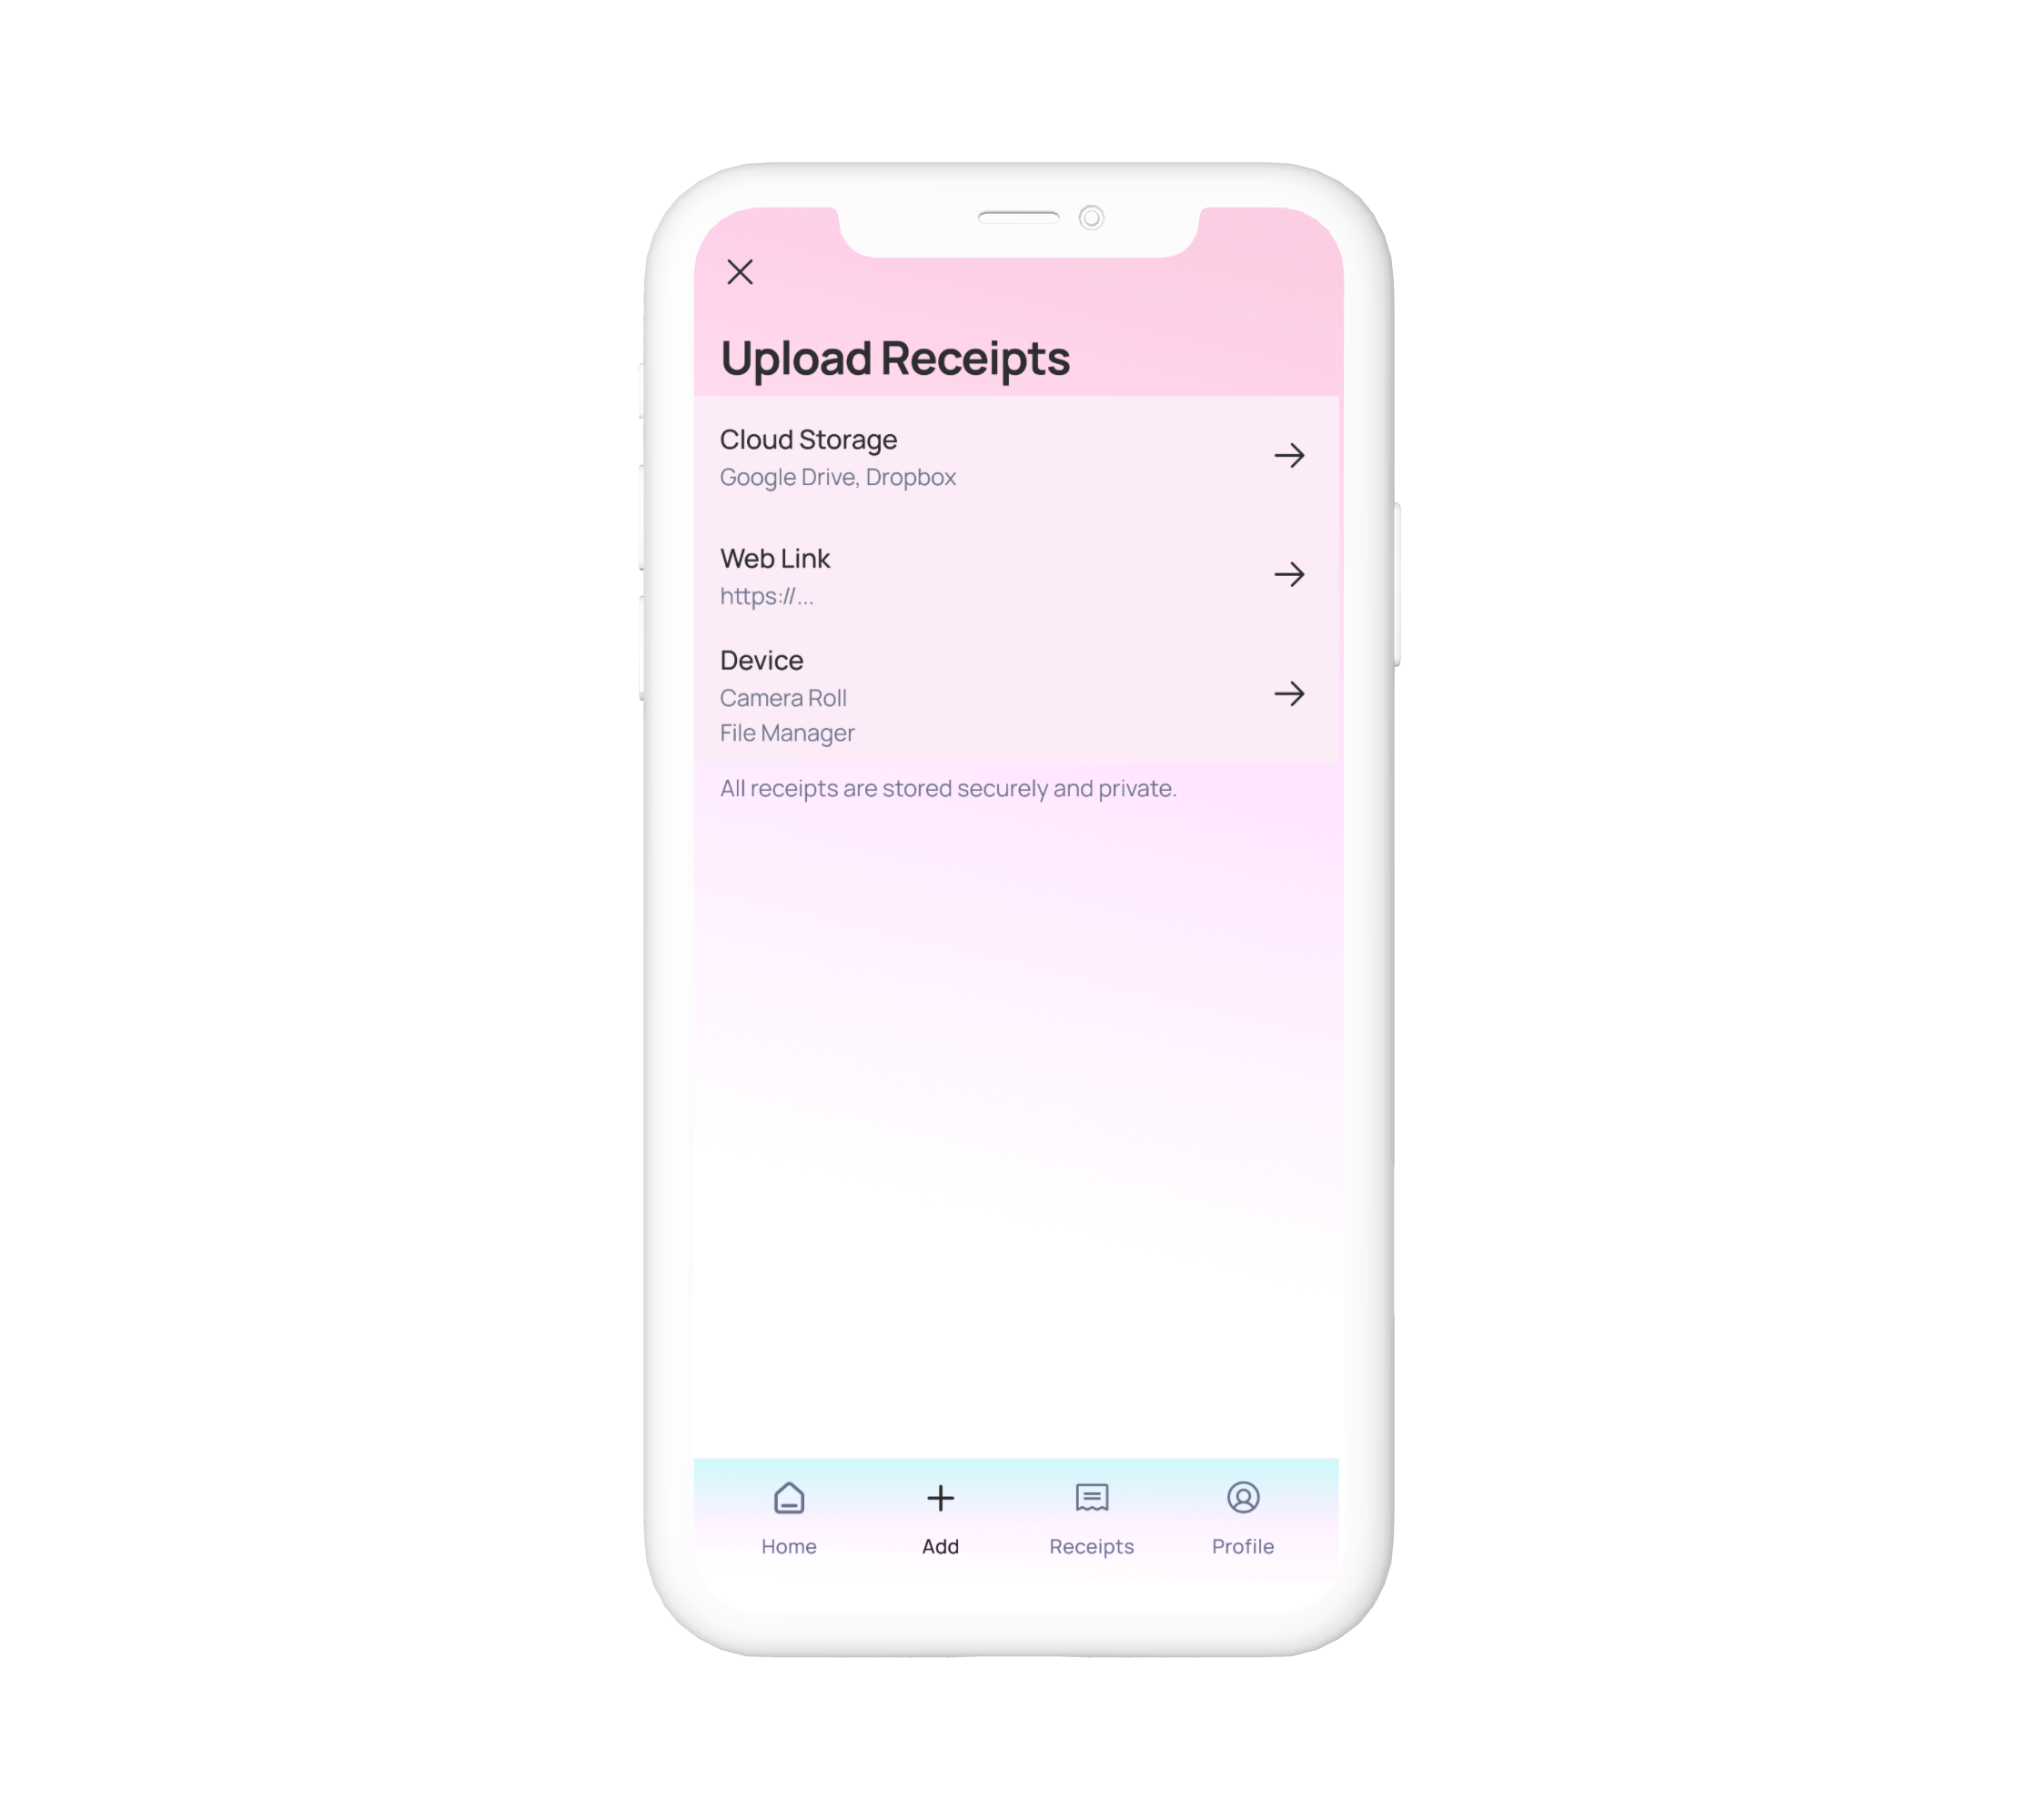 Upload Receipts
Cloud Storage
Google Drive, Dropbox
Web Link
https://...
Device
Camera Roll
File Manager
All receipts are stored securely and private.
Home
Add
Receipts
Profile